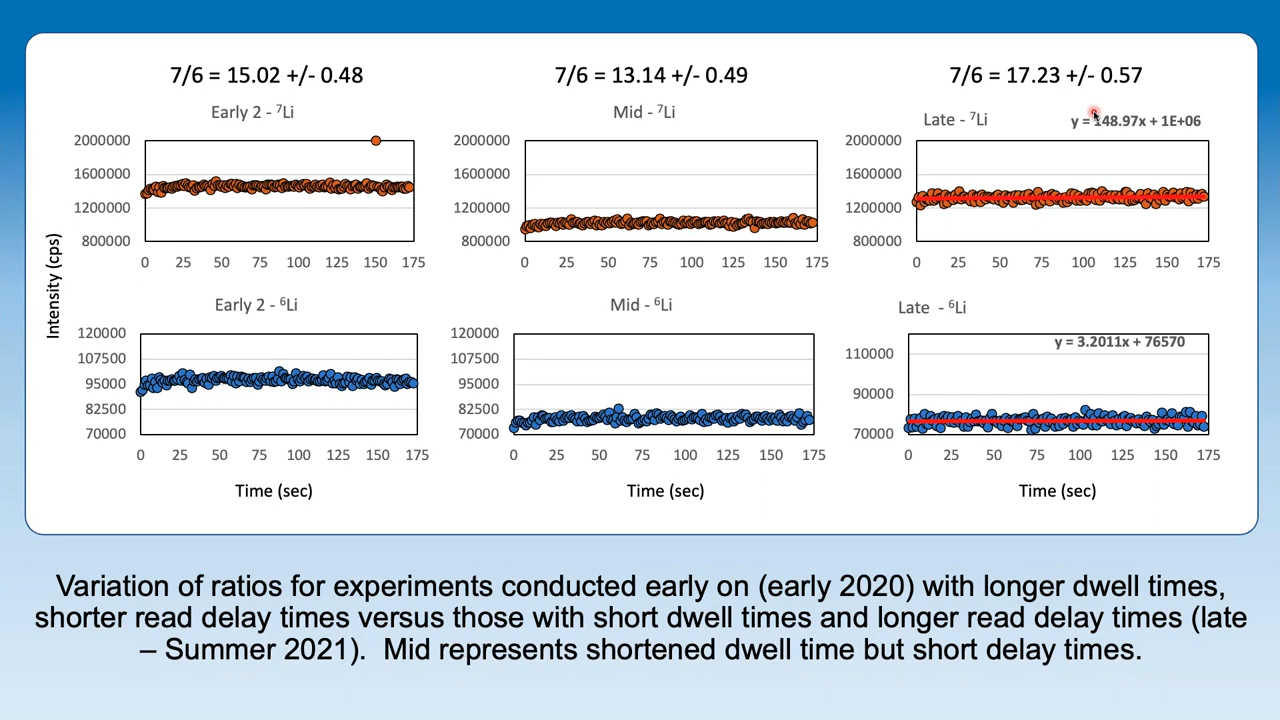 7/6 = 15.02 +/- 0.48
7/6 = 13.14 +/- 0.49
7/6 = 17.23 +/- 0.57
Early 2 - ⁷Li
Mid - ⁷Li
Late - ⁷Li
y = 148.97x + 1E+06
2000000
1600000
1200000
800000
0 25 50 75 100 125 150 175
2000000
1600000
1200000
800000
0 25 50 75 100 125 150 175
2000000
1600000
1200000
800000
0 25 50 75 100 125 150 175
Intensity (cps)
Early 2 - ⁶Li
Mid - ⁶Li
Late - ⁶Li
y = 3.2011x + 76570
120000
107500
95000
82500
70000
0 25 50 75 100 125 150 175
120000
107500
95000
82500
70000
0 25 50 75 100 125 150 175
110000
90000
70000
0 25 50 75 100 125 150 175
Time (sec)
Time (sec)
Time (sec)
Variation of ratios for experiments conducted early on (early 2020) with longer dwell times,
shorter read delay times versus those with short dwell times and longer read delay times (late
– Summer 2021). Mid represents shortened dwell time but short delay times.